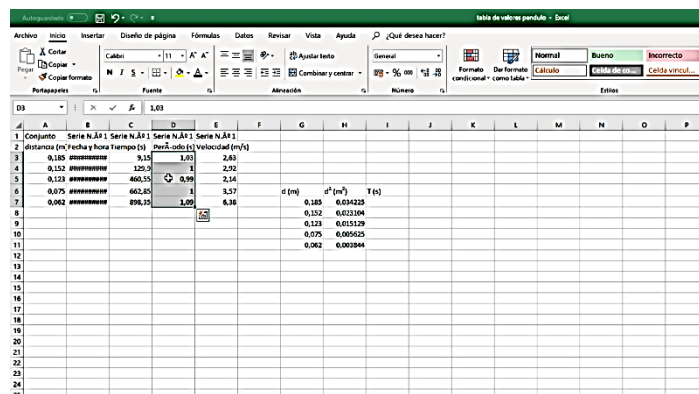 Autoguardado
tabla de valores pendulo - Excel
Archivo Inicio Insertar Diseño de página Fórmulas Datos Revisar Vista Ayuda ¿Qué desea hacer?
Pegar
Cortar
Copiar
Copiar formato
Portapapeles
Calibri 11
N K S
Fuente
Ajustar texto
Combinar y centrar
Alineación
General
% 000
Número
Formato condicional
Dar formato como tabla
Normal Bueno Incorrecto
Cálculo Celda de co... Celda vincul...
Estilos
D3 fx 1,03
A B C D E F G H I J K L M N O P
1 Conjunto Serie N.Âº 1 Serie N.Âº 1 Serie N.Âº 1 Serie N.Âº 1
2 distancia (m) Fecha y hora Tiempo (s) PerÃ­odo (s) Velocidad (m/s)
3 0,185 ########## 9,15 1,03 2,63
4 0,152 ########## 129,9 1 2,92
5 0,123 ########## 460,55 0,99 2,14
6 0,075 ########## 662,85 1 3,57 d (m) d² (m²) T (s)
7 0,062 ########## 898,35 1,09 6,38 0,185 0,034225
8 0,152 0,023104
9 0,123 0,015129
10 0,075 0,005625
11 0,062 0,003844
12
13
14
15
16
17
18
19
20
21
22
23
24